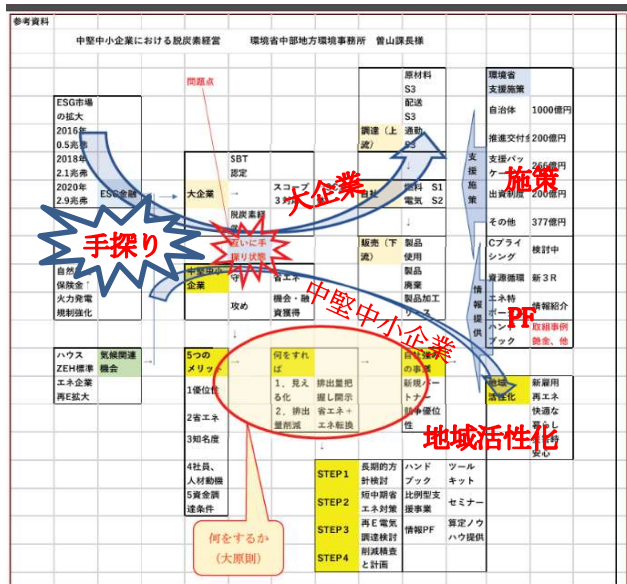 参考資料
中堅中小企業における脱炭素経営 環境省中部地方環境事務所 曽山課長様
問題点
原材料
S3
配送
S3
通勤
S3
調達（上
流）
環境省
支援施策
自治体 1000億円
推進交付金 200億円
支援パッ
ケージ 266億円
出資制度 200億円
その他 377億円
Cプライ
シング 検討中
資源循環 新３R
エネ特
ポー
ハンド
ブック
情報紹介
取組事例
助金、他
支援施策
情報提供
施策
PF
ESG市場
の拡大
2016年
0.5兆弗
2018年
2.1兆弗
2020年
2.9兆弗
ESG金融
→
大企業
SBT
認定
→
脱炭素経
スコープ
３対
大企業
自社
燃料 S1
電気 S2
↓
手探り
互いに手
探り状態
自然
保険金↑
火力発電
規制強化
中堅中小
企業
守
攻め
省エネ
機会・融
資獲得
販売（下
流）
製品
使用
製品
廃棄
製品加工
リース
中堅中小企業
ハウス
ZEH標準
エネ企業
再E拡大
気候関連
機会
→
5つの
メリット
1優位性
2省エネ
3知名度
4社員、
人材動機
5資金調
達条件
何をすれ
ば
1，見え
る化
2，排出
量削減
排出量把
握し開示
省エネ＋
エネ転換
の事業
新規パー
トナー
競争優位
性
地域
活性化
新雇用
再エネ
快適な
暮らし
安心
地域活性化
STEP1 長期的方
針検討
ハンド
ブック
ツール
キット
STEP2 短中期省
エネ対策
比例型支
援事業
セミナー
STEP3 再E電気
調達検討
情報PF
算定ノウ
ハウ提供
STEP4 削減積査
と計画
何をするか
（大原則）